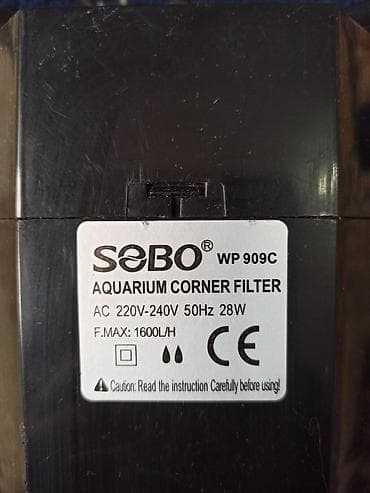 SOBO® WP 909C
AQUARIUM CORNER FILTER
AC 220V-240V 50Hz 28W
F.MAX: 1600L/H
CE
Caution: Read the instruction Carefully before using!